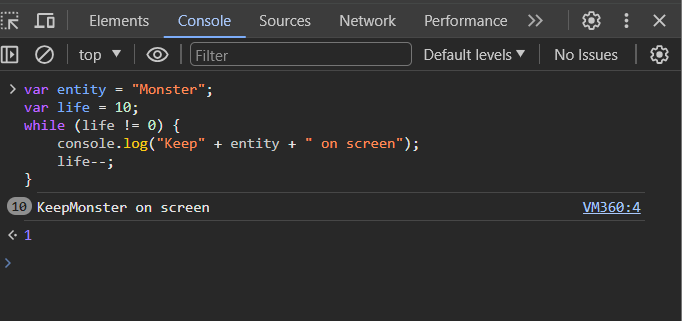 Elements Console Sources Network Performance
top Filter Default levels No Issues
var entity = "Monster";
var life = 10;
while (life != 0) {
    console.log("Keep" + entity + " on screen");
    life--;
}
10 KeepMonster on screen VM360:4
1